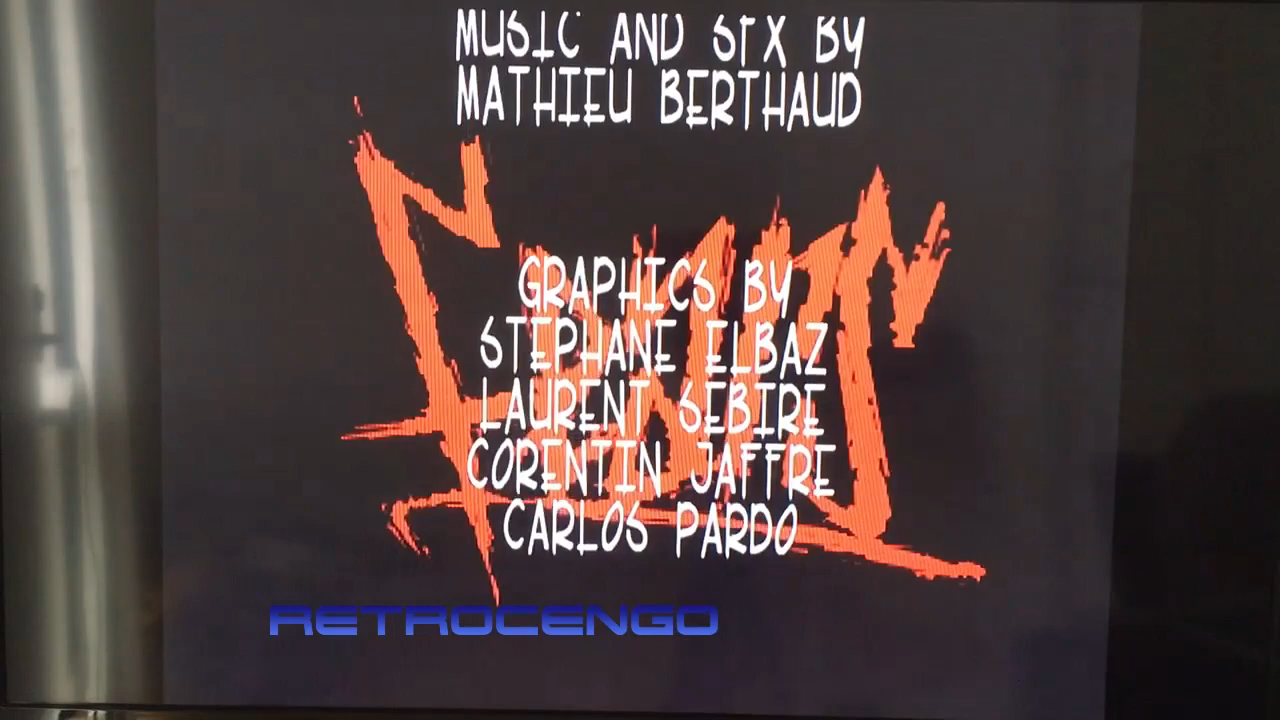 MUSIC AND SFX BY
MATHIEU BERTHAUD
GRAPHICS BY
STEPHANE ELBAZ
LAURENT SEBIRE
CORENTIN JAFFRE
CARLOS PARDO
RETROCENGO